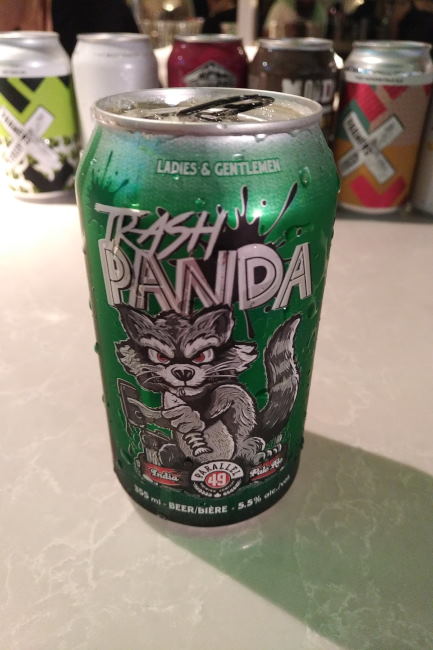 LADIES & GENTLEMEN
TRASH
PANDA
India
PARALLEL
49
Pale Ale
355 ml - BEER/BIÈRE - 5.5% alc./vol